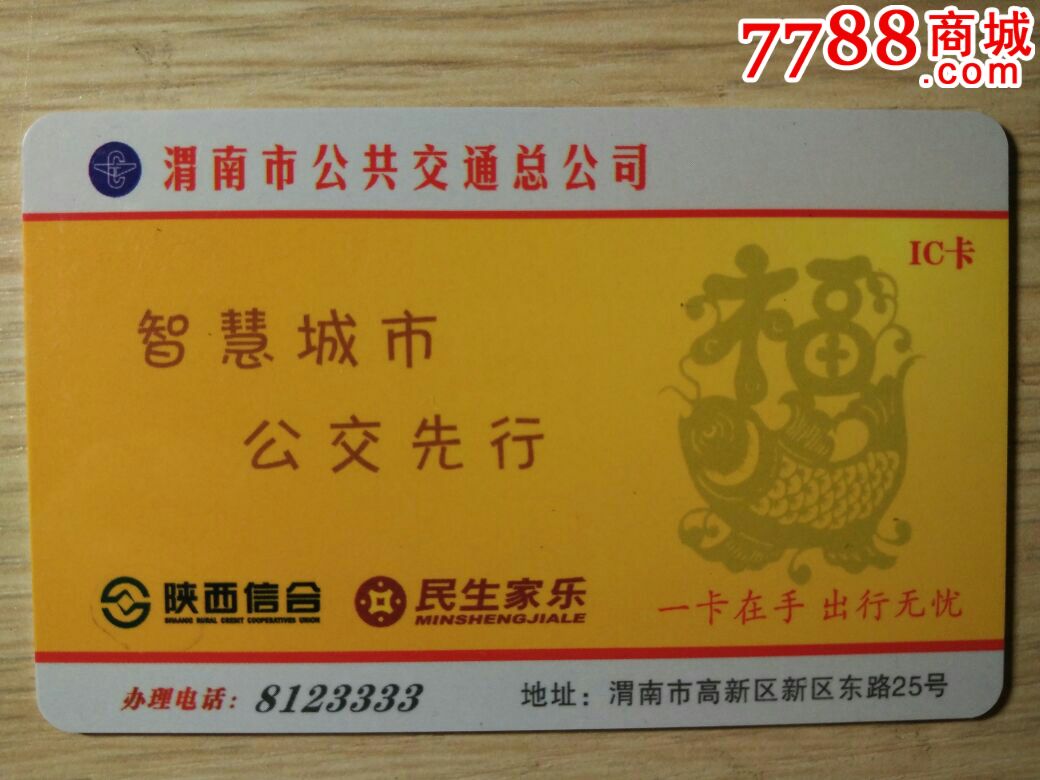 7788商城
.com
渭南市公共交通总公司
IC卡
福
智慧城市
公交先行
陕西信合
SHAANXI RURAL CREDIT COOPERATIVES UNION
民生家乐
MINSHENGJIALE
一卡在手 出行无忧
办理电话：8123333
地址：渭南市高新区新区东路25号